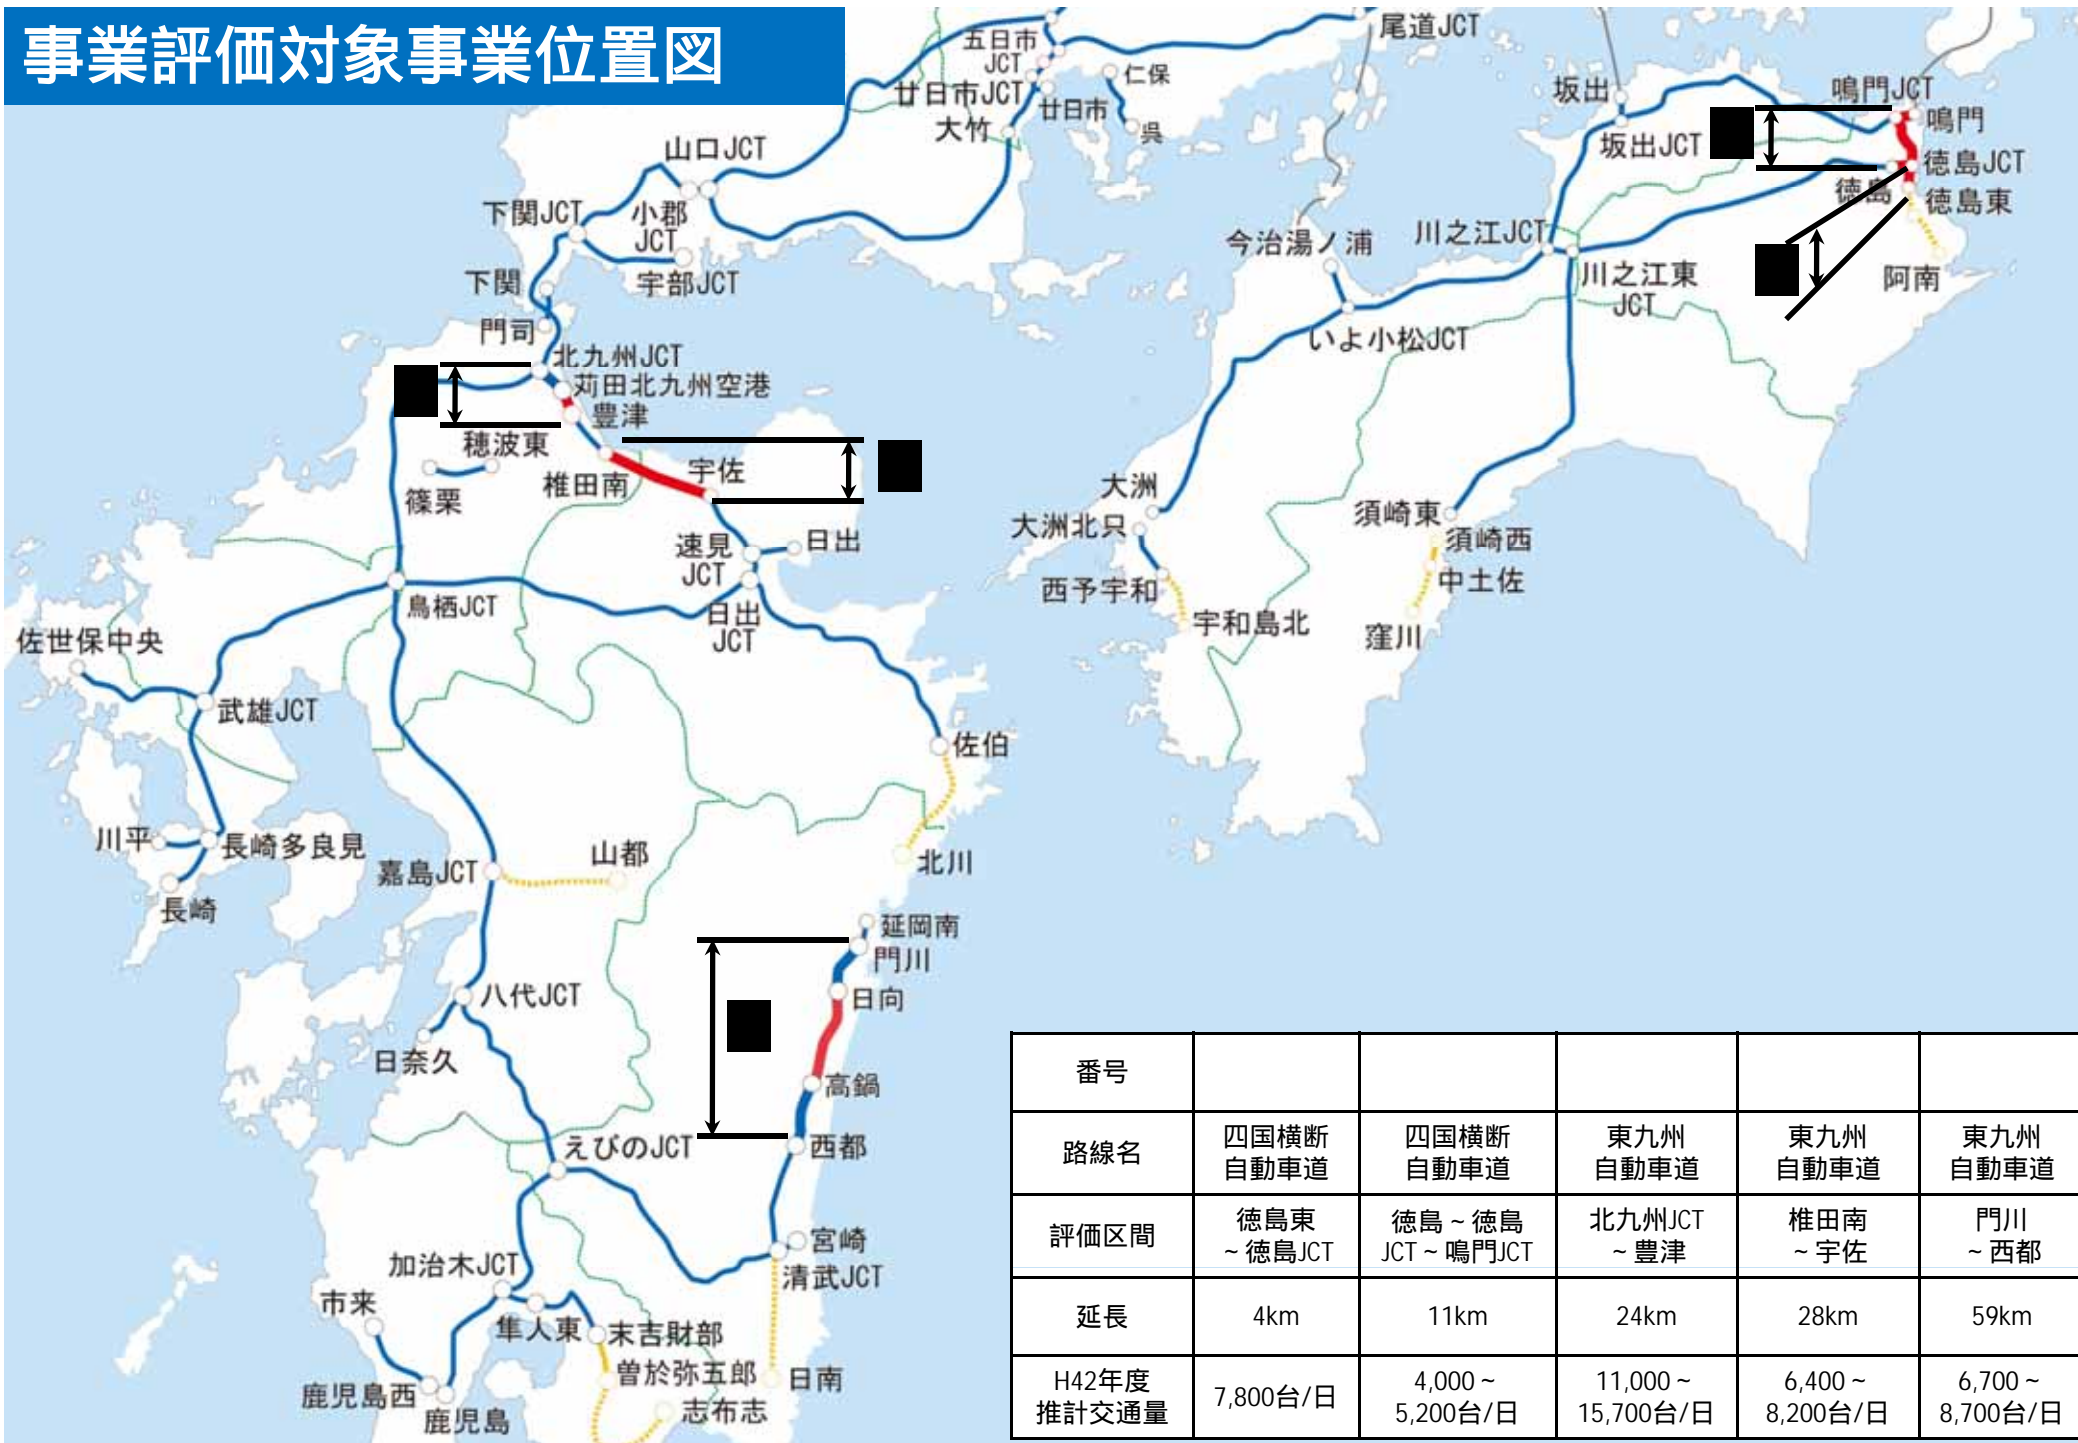 事業評価対象事業位置図
尾道JCT
五日市
JCT
廿日市JCT
廿日市
仁保
呉
大竹
山口JCT
小郡
JCT
下関JCT
宇部JCT
下関
門司
北九州JCT
苅田北九州空港
豊津
穂波東
篠栗
椎田南
宇佐
速見
JCT
日出
日出
JCT
鳥栖JCT
佐世保中央
武雄JCT
川平
長崎多良見
長崎
嘉島JCT
山都
佐伯
北川
延岡南
門川
日向
高鍋
西都
八代JCT
日奈久
えびのJCT
宮崎
清武JCT
加治木JCT
市来
隼人東
末吉財部
曽於弥五郎
志布志
日南
鹿児島西
鹿児島
坂出
坂出JCT
鳴門JCT
鳴門
徳島JCT
徳島
徳島東
阿南
今治湯ノ浦
川之江JCT
川之江東
JCT
いよ小松JCT
大洲
大洲北只
西予宇和
宇和島北
須崎東
須崎西
中土佐
窪川
番号
路線名 四国横断 四国横断 東九州 東九州 東九州
自動車道 自動車道 自動車道 自動車道 自動車道
評価区間 徳島東 徳島～徳島 北九州JCT 椎田南 門川
～徳島JCT JCT～鳴門JCT ～豊津 ～宇佐 ～西都
延長 4km 11km 24km 28km 59km
H42年度 7,800台/日 4,000～ 11,000～ 6,400～ 6,700～
推計交通量 5,200台/日 15,700台/日 8,200台/日 8,700台/日